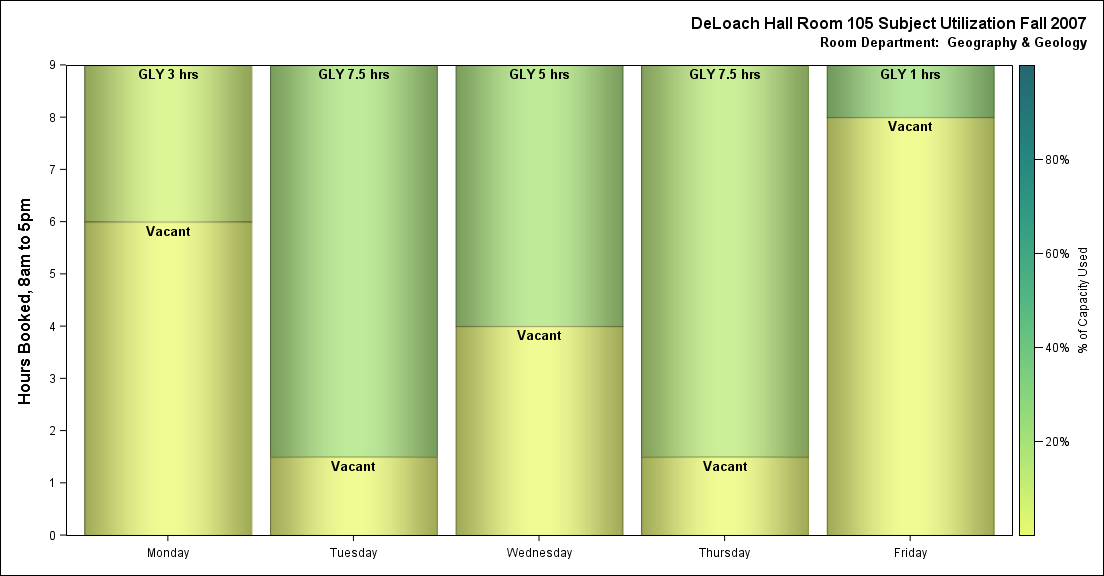 DeLoach Hall Room 105 Subject Utilization Fall 2007
Room Department: Geography & Geology
Hours Booked, 8am to 5pm
9
8
7
6
5
4
3
2
1
0
GLY 3 hrs
Vacant
GLY 7.5 hrs
Vacant
GLY 5 hrs
Vacant
GLY 7.5 hrs
Vacant
GLY 1 hrs
Vacant
Monday
Tuesday
Wednesday
Thursday
Friday
80%
60%
40%
20%
% of Capacity Used